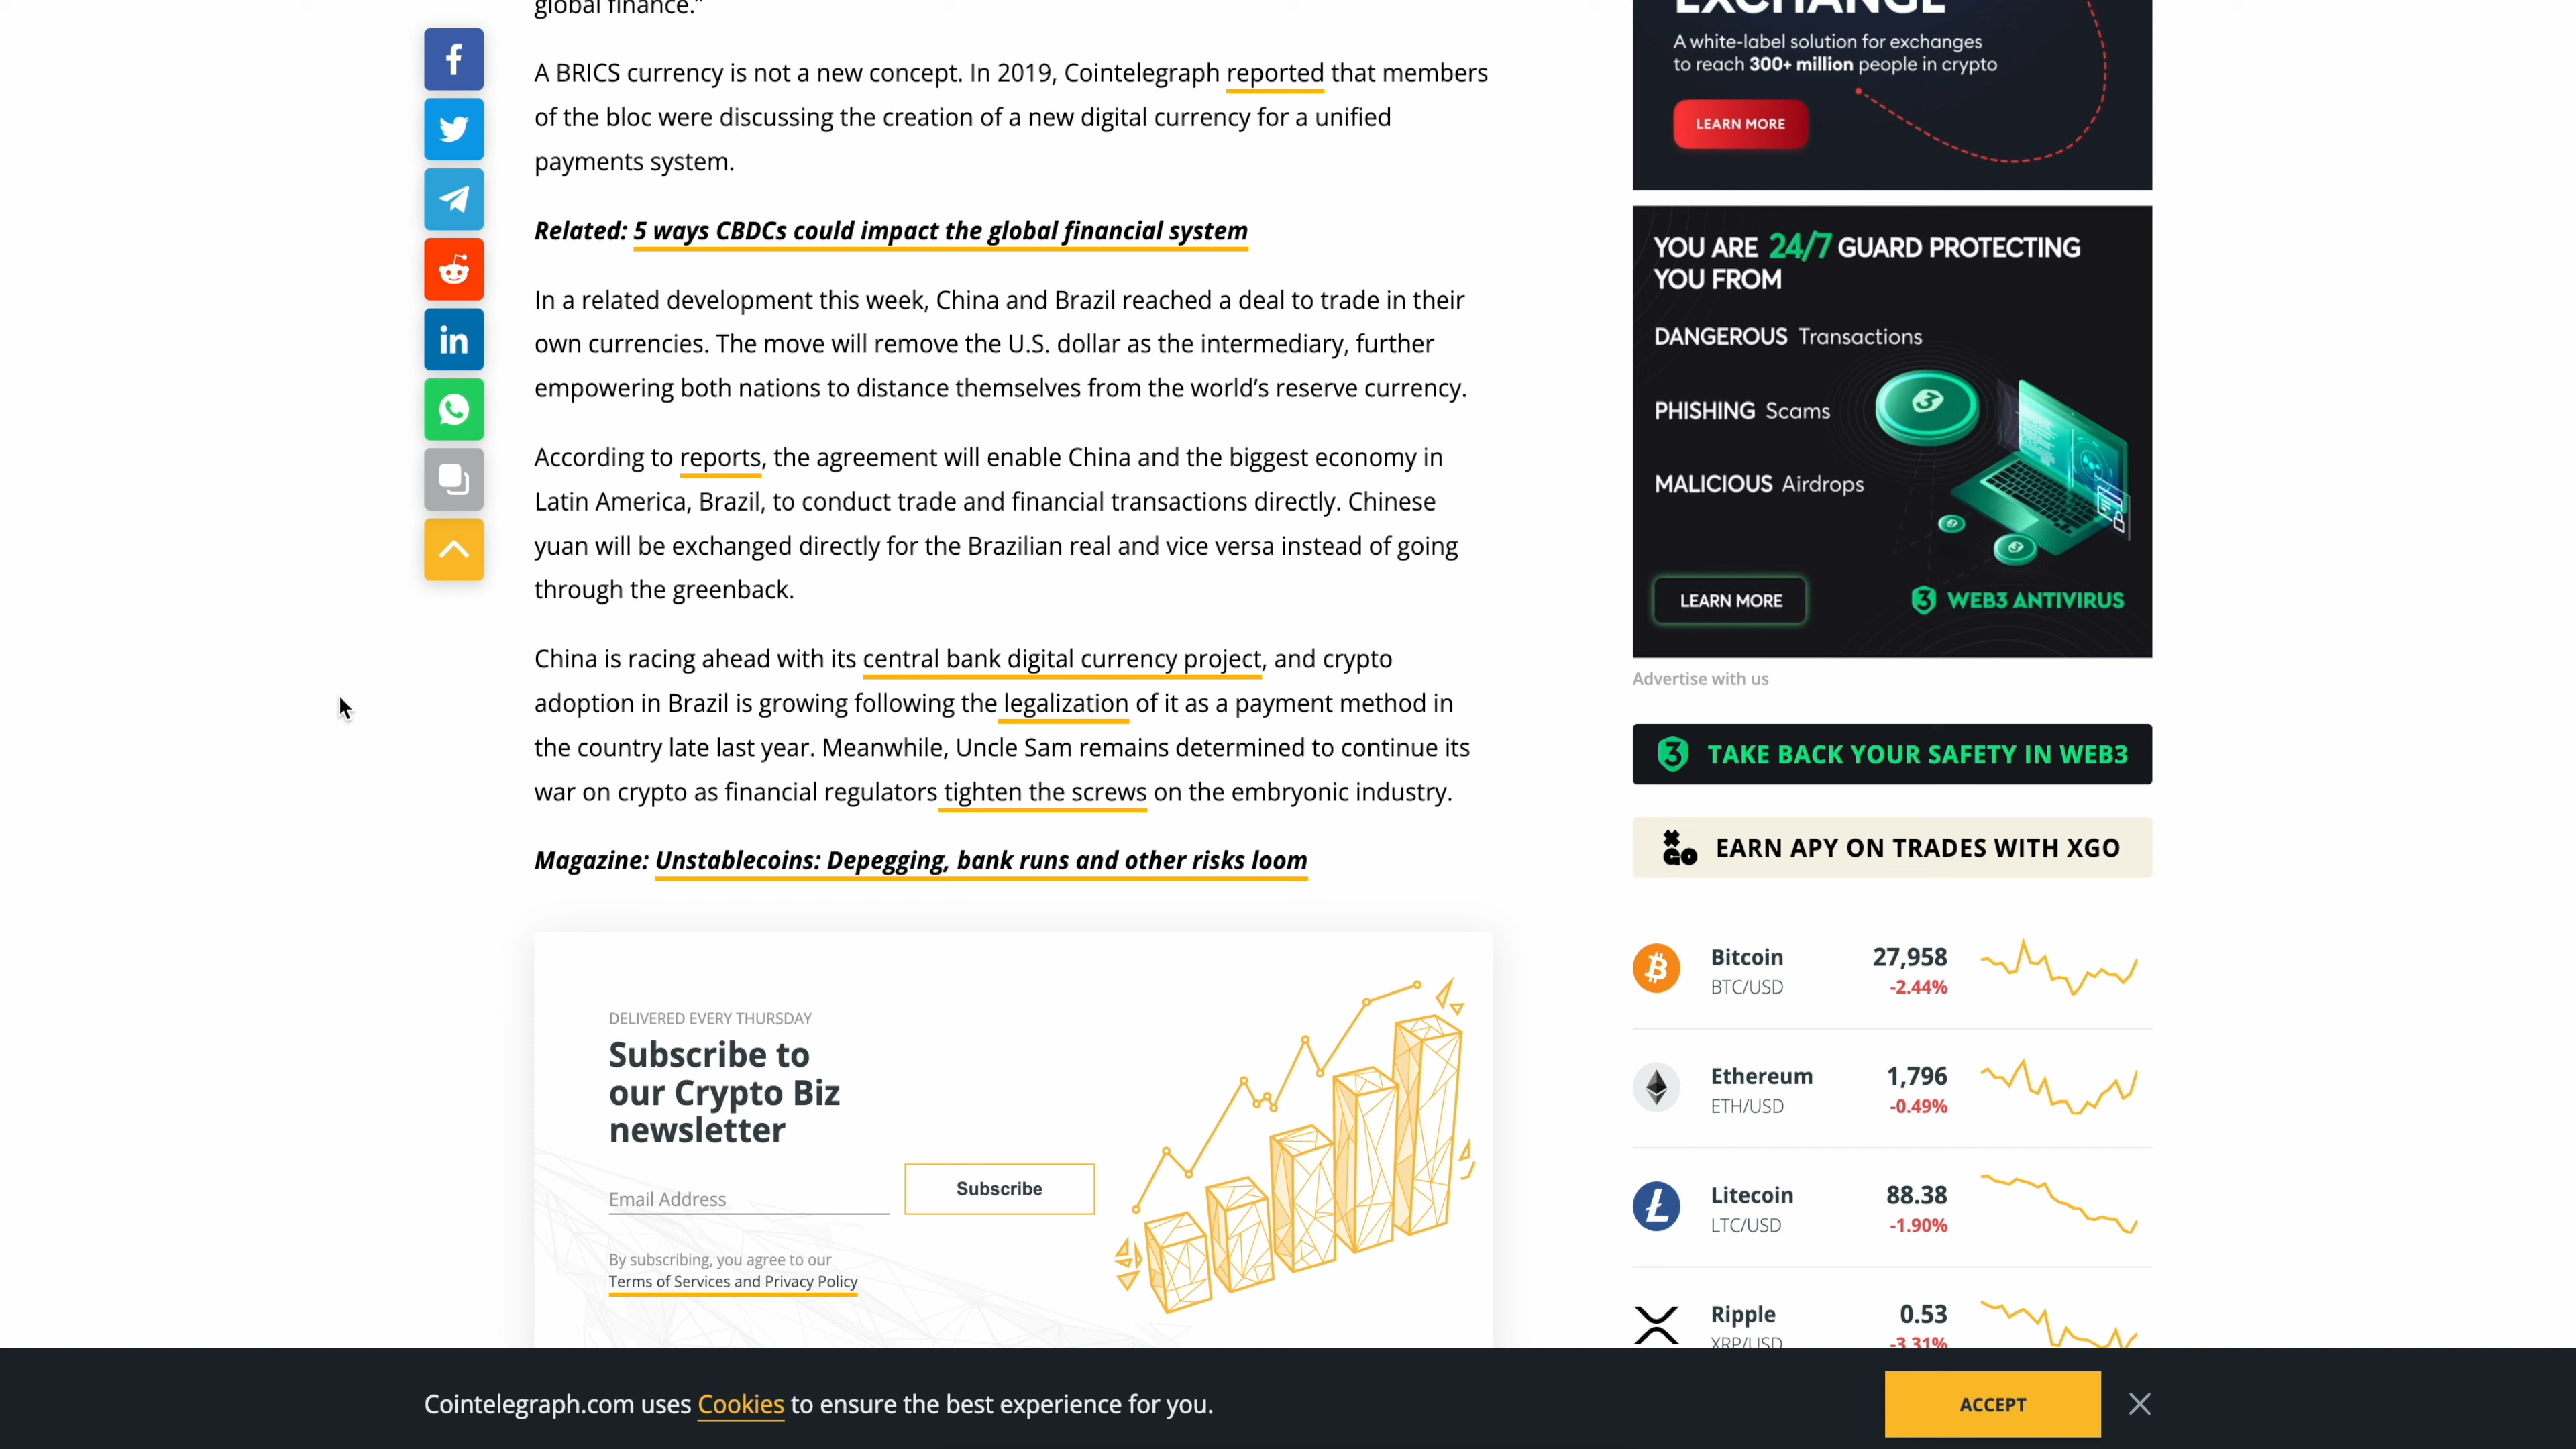 global finance."
A BRICS currency is not a new concept. In 2019, Cointelegraph reported that members
of the bloc were discussing the creation of a new digital currency for a unified
payments system.
Related: 5 ways CBDCs could impact the global financial system
In a related development this week, China and Brazil reached a deal to trade in their
own currencies. The move will remove the U.S. dollar as the intermediary, further
empowering both nations to distance themselves from the world's reserve currency.
According to reports, the agreement will enable China and the biggest economy in
Latin America, Brazil, to conduct trade and financial transactions directly. Chinese
yuan will be exchanged directly for the Brazilian real and vice versa instead of going
through the greenback.
China is racing ahead with its central bank digital currency project, and crypto
adoption in Brazil is growing following the legalization of it as a payment method in
the country late last year. Meanwhile, Uncle Sam remains determined to continue its
war on crypto as financial regulators tighten the screws on the embryonic industry.
Magazine: Unstablecoins: Depegging, bank runs and other risks loom
DELIVERED EVERY THURSDAY
Subscribe to
our Crypto Biz
newsletter
Email Address
Subscribe
By subscribing, you agree to our
Terms of Services and Privacy Policy
EXCHANGE
A white-label solution for exchanges
to reach 300+ million people in crypto
LEARN MORE
YOU ARE 24/7 GUARD PROTECTING
YOU FROM
DANGEROUS Transactions
PHISHING Scams
MALICIOUS Airdrops
LEARN MORE
WEB3 ANTIVIRUS
Advertise with us
TAKE BACK YOUR SAFETY IN WEB3
XGO EARN APY ON TRADES WITH XGO
Bitcoin 27,958
BTC/USD -2.44%
Ethereum 1,796
ETH/USD -0.49%
Litecoin 88.38
LTC/USD -1.90%
Ripple 0.53
XRP/USD -3.31%
Cointelegraph.com uses Cookies to ensure the best experience for you.
ACCEPT